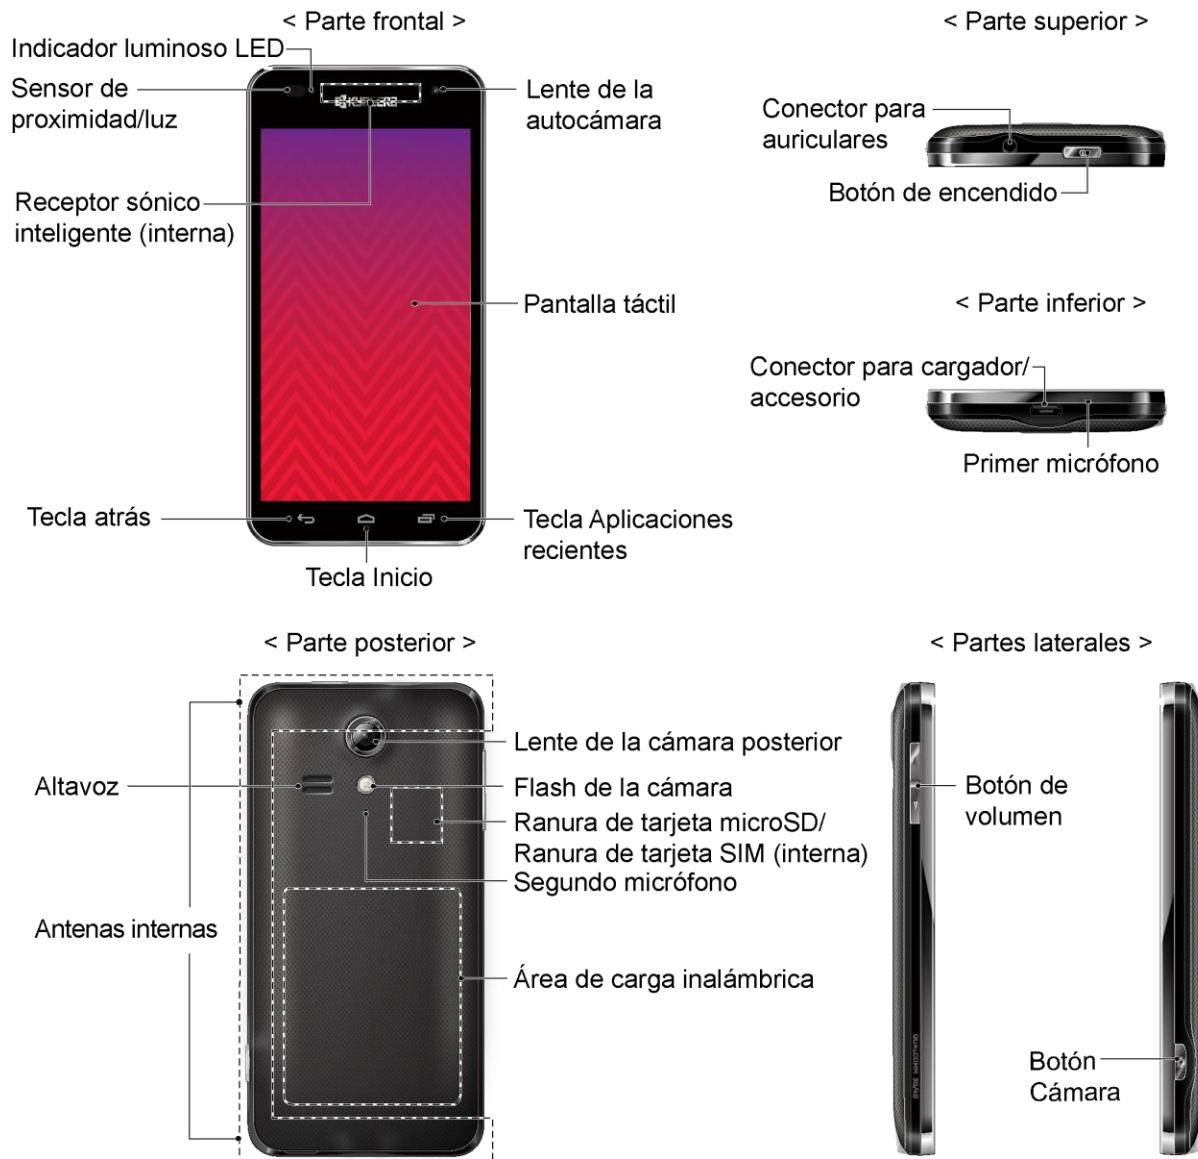 < Parte frontal >
Indicador luminoso LED
Sensor de
proximidad/luz
Lente de la
autocámara
Receptor sónico
inteligente (interna)
Pantalla táctil
Tecla atrás
Tecla Aplicaciones
recientes
Tecla Inicio
< Parte superior >
Conector para
auriculares
Botón de encendido
< Parte inferior >
Conector para cargador/
accesorio
Primer micrófono
< Parte posterior >
Lente de la cámara posterior
Altavoz
Flash de la cámara
Ranura de tarjeta microSD/
Ranura de tarjeta SIM (interna)
Segundo micrófono
Antenas internas
Área de carga inalámbrica
< Partes laterales >
Botón de
volumen
QUALCOMM 3G/4G
Botón
Cámara